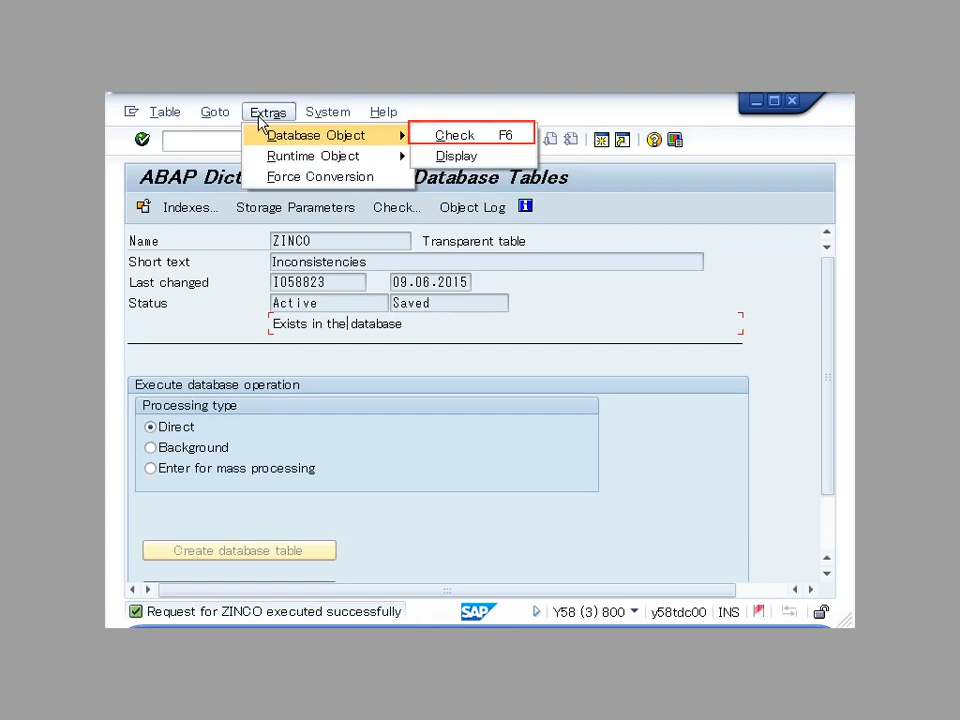 Table Goto Extras System Help
Database Object Check F6
Runtime Object Display
Force Conversion
ABAP Dict Database Tables
Indexes... Storage Parameters Check... Object Log
Name ZINCO Transparent table
Short text Inconsistencies
Last changed I058823 09.06.2015
Status Active Saved
Exists in the database
Execute database operation
Processing type
Direct
Background
Enter for mass processing
Create database table
Request for ZINCO executed successfully SAP Y58 (3) 800 y58tdc00 INS